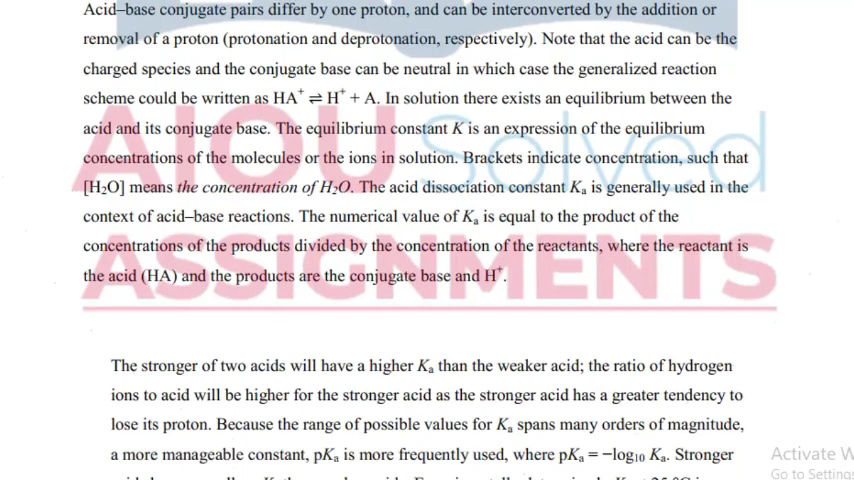 Acid–base conjugate pairs differ by one proton, and can be interconverted by the addition or
removal of a proton (protonation and deprotonation, respectively). Note that the acid can be the
charged species and the conjugate base can be neutral in which case the generalized reaction
scheme could be written as HA⁺ ⇌ H⁺ + A. In solution there exists an equilibrium between the
acid and its conjugate base. The equilibrium constant K is an expression of the equilibrium
concentrations of the molecules or the ions in solution. Brackets indicate concentration, such that
[H₂O] means the concentration of H₂O. The acid dissociation constant Kₐ is generally used in the
context of acid–base reactions. The numerical value of Kₐ is equal to the product of the
concentrations of the products divided by the concentration of the reactants, where the reactant is
the acid (HA) and the products are the conjugate base and H⁺.
AIOU Solved
ASSIGNMENTS
The stronger of two acids will have a higher Kₐ than the weaker acid; the ratio of hydrogen
ions to acid will be higher for the stronger acid as the stronger acid has a greater tendency to
lose its proton. Because the range of possible values for Kₐ spans many orders of magnitude,
a more manageable constant, pKₐ is more frequently used, where pKₐ = −log₁₀ Kₐ. Stronger
Activate W
Go to Settings